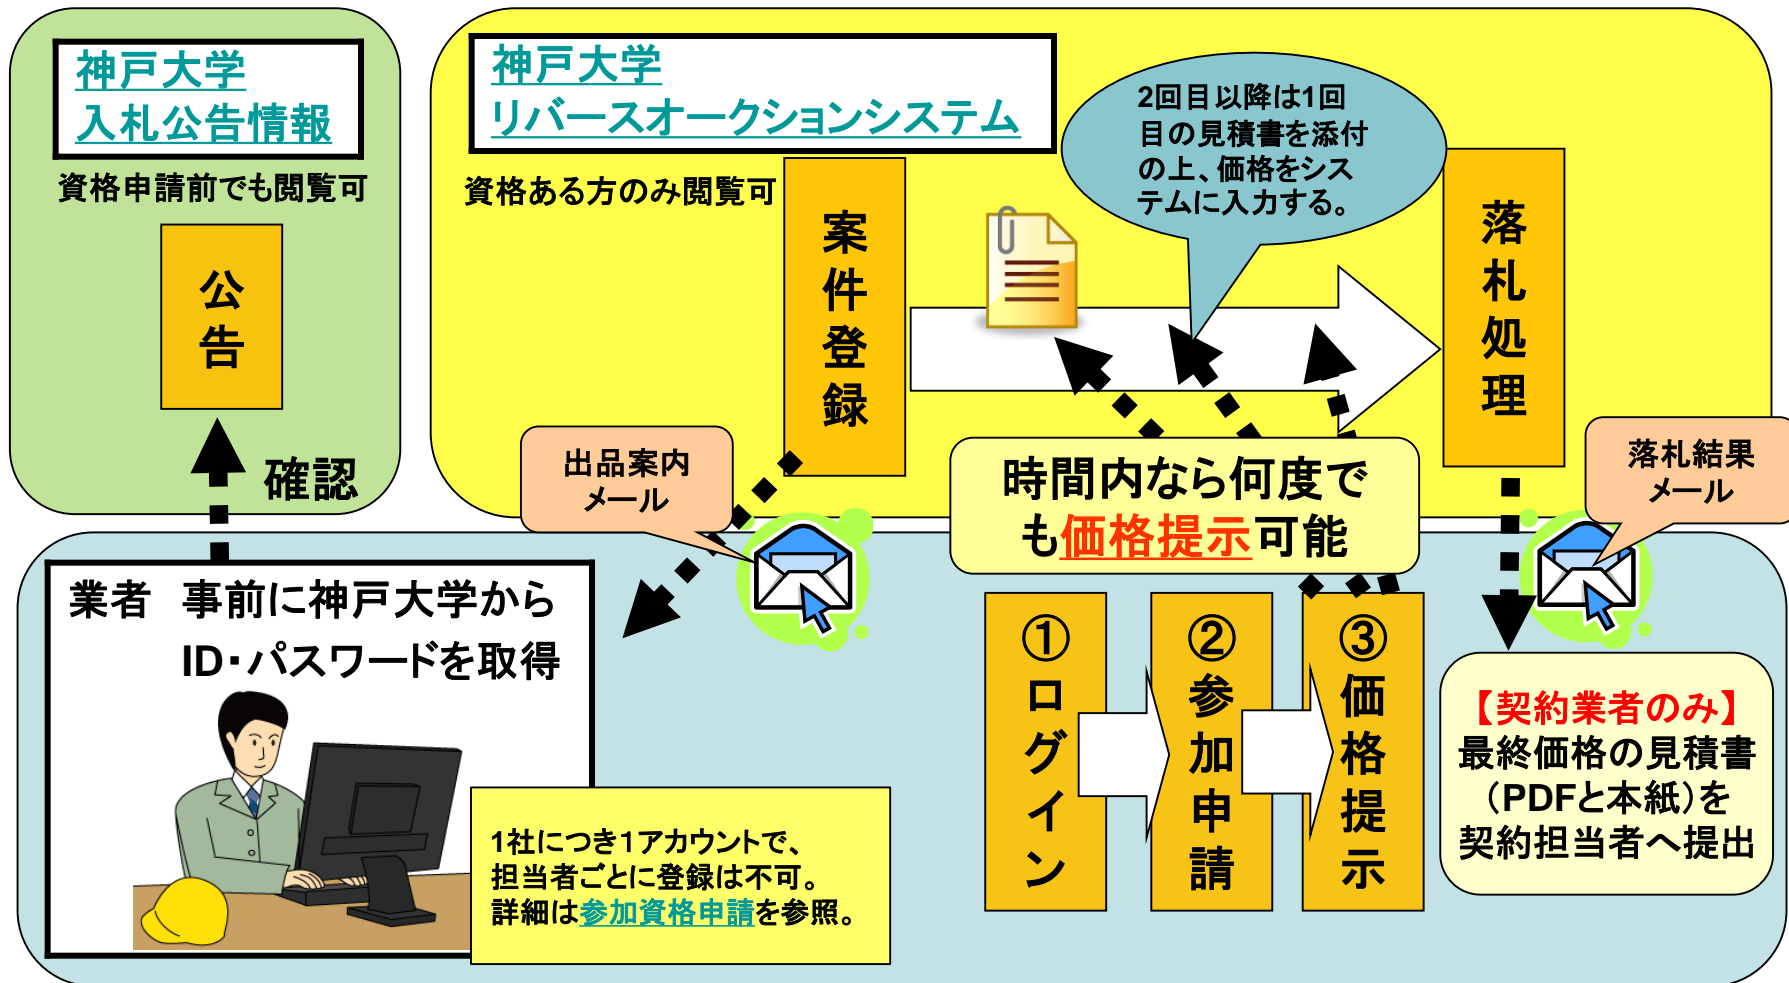 神戸大学
入札公告情報
資格申請前でも閲覧可
公告
確認
神戸大学
リバースオークションシステム
資格ある方のみ閲覧可
案件登録
2回目以降は1回
目の見積書を添付
の上、価格をシス
テムに入力する。
落札処理
出品案内
メール
時間内なら何度で
も価格提示可能
落札結果
メール
業者 事前に神戸大学から
ID・パスワードを取得
1社につき1アカウントで、
担当者ごとに登録は不可。
詳細は参加資格申請を参照。
①ログイン
②参加申請
③価格提示
【契約業者のみ】
最終価格の見積書
（PDFと本紙）を
契約担当者へ提出